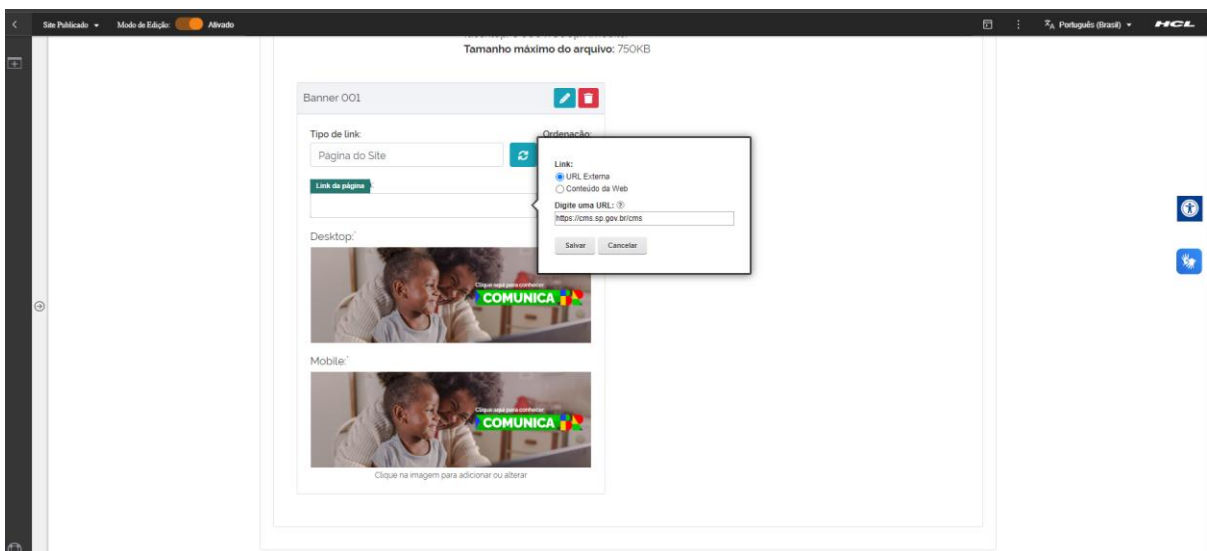 Site Publicado
Modo de Edição:
Ativado
Português (Brasil)
HCL
Tamanho máximo do arquivo: 750KB
Banner 001
Tipo de link:
Ordenação:
Página do Site
Link da página
Link:
URL Externa
Conteúdo da Web
Digite uma URL:
https://cms.sp.gov.br/cms
Salvar
Cancelar
Desktop:*
Clique aqui para conhecer
COMUNICA
Mobile:*
Clique aqui para conhecer
COMUNICA
Clique na imagem para adicionar ou alterar